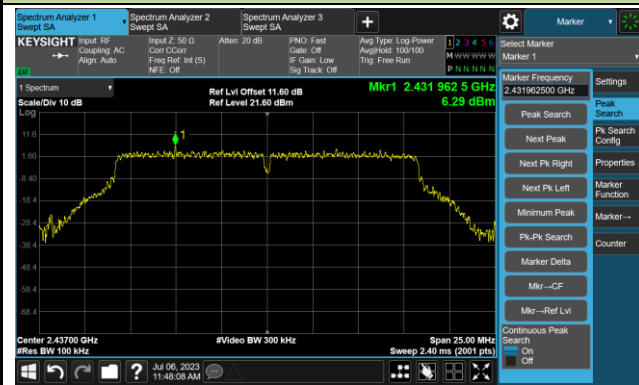 Spectrum Analyzer 1
Swept SA
Spectrum Analyzer 2
Swept SA
Spectrum Analyzer 3
Swept SA
Marker
KEYSIGHT
Input: RF
Coupling: AC
Align: Auto
Input Z: 50 Ω
Corr CCorr
Freq Ref: Int (S)
NFE: Off
Atten: 20 dB
PNO: Fast
Gate: Off
IF Gain: Low
Sig Track: Off
Avg Type: Log-Power
Avg|Hold: 100/100
Trig: Free Run
1 2 3 4 5 6
M W W W W W
P N N N N N
Select Marker
Marker 1
1 Spectrum
Scale/Div 10 dB
Log
Ref Lvl Offset 11.60 dB
Ref Level 21.60 dBm
Mkr1 2.431 962 5 GHz
6.29 dBm
11.6
1.60
-8.40
-18.4
-28.4
-38.4
-48.4
-58.4
-68.4
1
Center 2.43700 GHz
#Res BW 100 kHz
#Video BW 300 kHz
Span 25.00 MHz
Sweep 2.40 ms (2001 pts)
Marker Frequency
2.431962500 GHz
Peak Search
Next Peak
Next Pk Right
Next Pk Left
Minimum Peak
Pk-Pk Search
Marker Delta
Mkr→CF
Mkr→Ref Lvl
Continuous Peak
Search
On
Off
Settings
Peak
Search
Pk Search
Config
Properties
Marker
Function
Marker→
Counter
Jul 06, 2023
11:48:08 AM